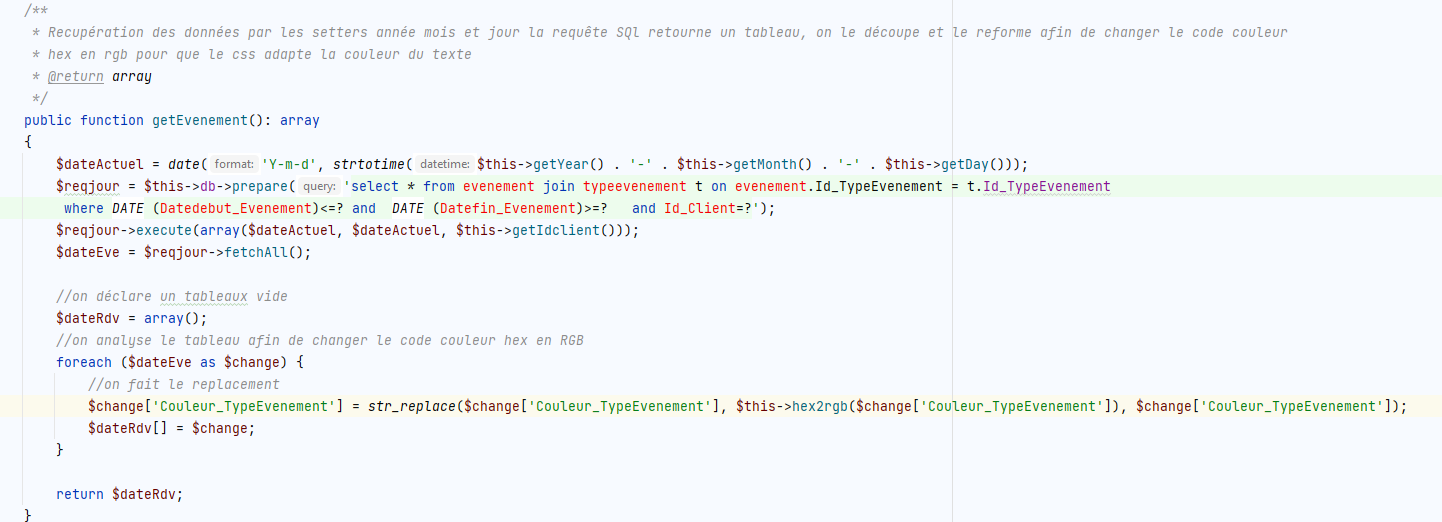 /**
 * Recupération des données par les setters année mois et jour la requête SQl retourne un tableau, on le découpe et le reforme afin de changer le code couleur
 * hex en rgb pour que le css adapte la couleur du texte
 * @return array
 */
public function getEvenement(): array
{
    $dateActuel = date( format: 'Y-m-d', strtotime( datetime: $this->getYear() . '-' . $this->getMonth() . '-' . $this->getDay()));
    $reqjour = $this->db->prepare( query: 'select * from evenement join typeevenement t on evenement.Id_TypeEvenement = t.Id_TypeEvenement
     where DATE (Datedebut_Evenement)<=? and  DATE (Datefin_Evenement)>=?   and Id_Client=?');
    $reqjour->execute(array($dateActuel, $dateActuel, $this->getIdclient()));
    $dateEve = $reqjour->fetchAll();

    //on déclare un tableaux vide
    $dateRdv = array();
    //on analyse le tableau afin de changer le code couleur hex en RGB
    foreach ($dateEve as $change) {
        //on fait le replacement
        $change['Couleur_TypeEvenement'] = str_replace($change['Couleur_TypeEvenement'], $this->hex2rgb($change['Couleur_TypeEvenement']), $change['Couleur_TypeEvenement']);
        $dateRdv[] = $change;
    }

    return $dateRdv;
}